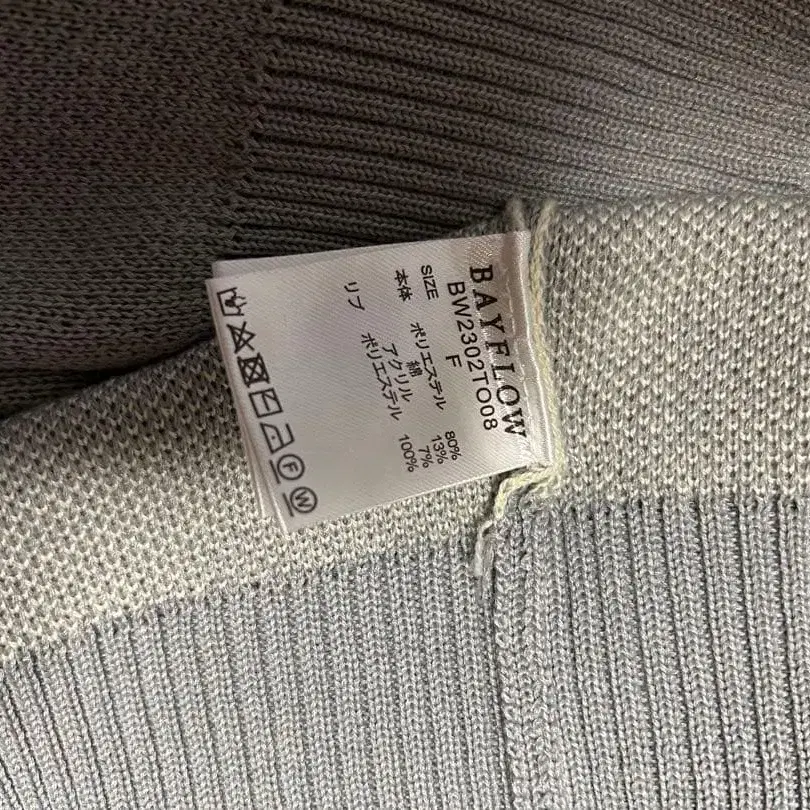 BAYFLOW
BW2302TO08
SIZE F
本体 ポリエステル 80%
綿 13%
アクリル 7%
リブ ポリエステル 100%
F W